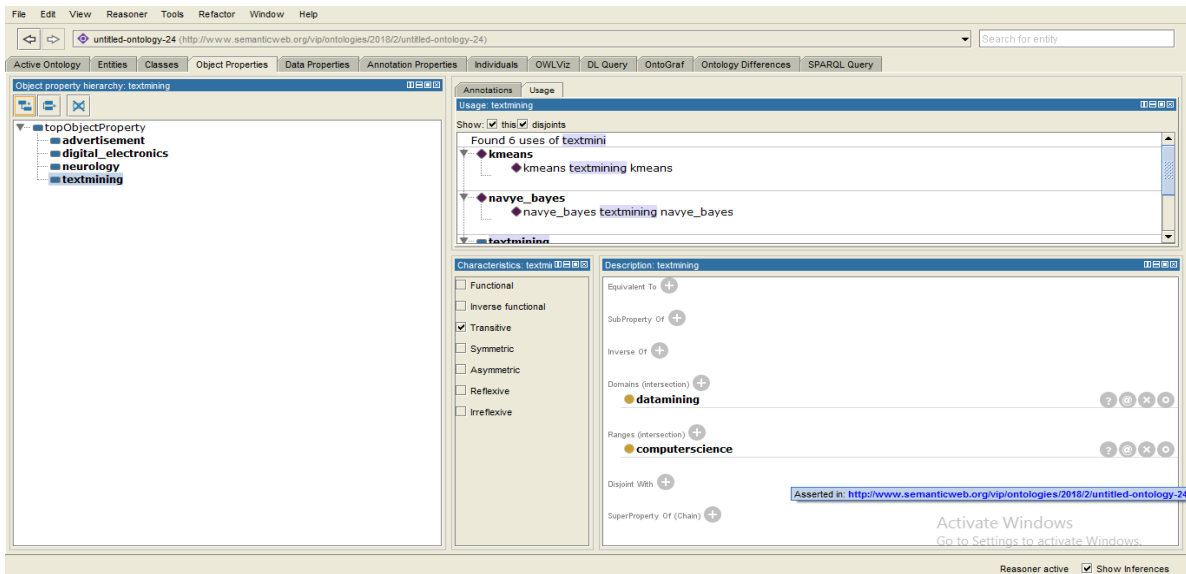 File Edit View Reasoner Tools Refactor Window Help
untitled-ontology-24 (http://www.semanticweb.org/vip/ontologies/2018/2/untitled-ontology-24)
Search for entity
Active Ontology Entities Classes Object Properties Data Properties Annotation Properties Individuals OWLViz DL Query OntoGraf Ontology Differences SPARQL Query
Object property hierarchy: textmining
topObjectProperty
advertisement
digital_electronics
neurology
textmining
Annotations Usage
Usage: textmining
Show: this disjoints
Found 6 uses of textmini
kmeans
kmeans textmining kmeans
navye_bayes
navye_bayes textmining navye_bayes
textmining
Characteristics: textmi
Functional
Inverse functional
Transitive
Symmetric
Asymmetric
Reflexive
Irreflexive
Description: textmining
Equivalent To
SubProperty Of
Inverse Of
Domains (intersection)
datamining
Ranges (intersection)
computerscience
Disjoint With
Asserted in: http://www.semanticweb.org/vip/ontologies/2018/2/untitled-ontology-24
SuperProperty Of (Chain)
Activate Windows
Go to Settings to activate Windows.
Reasoner active Show Inferences